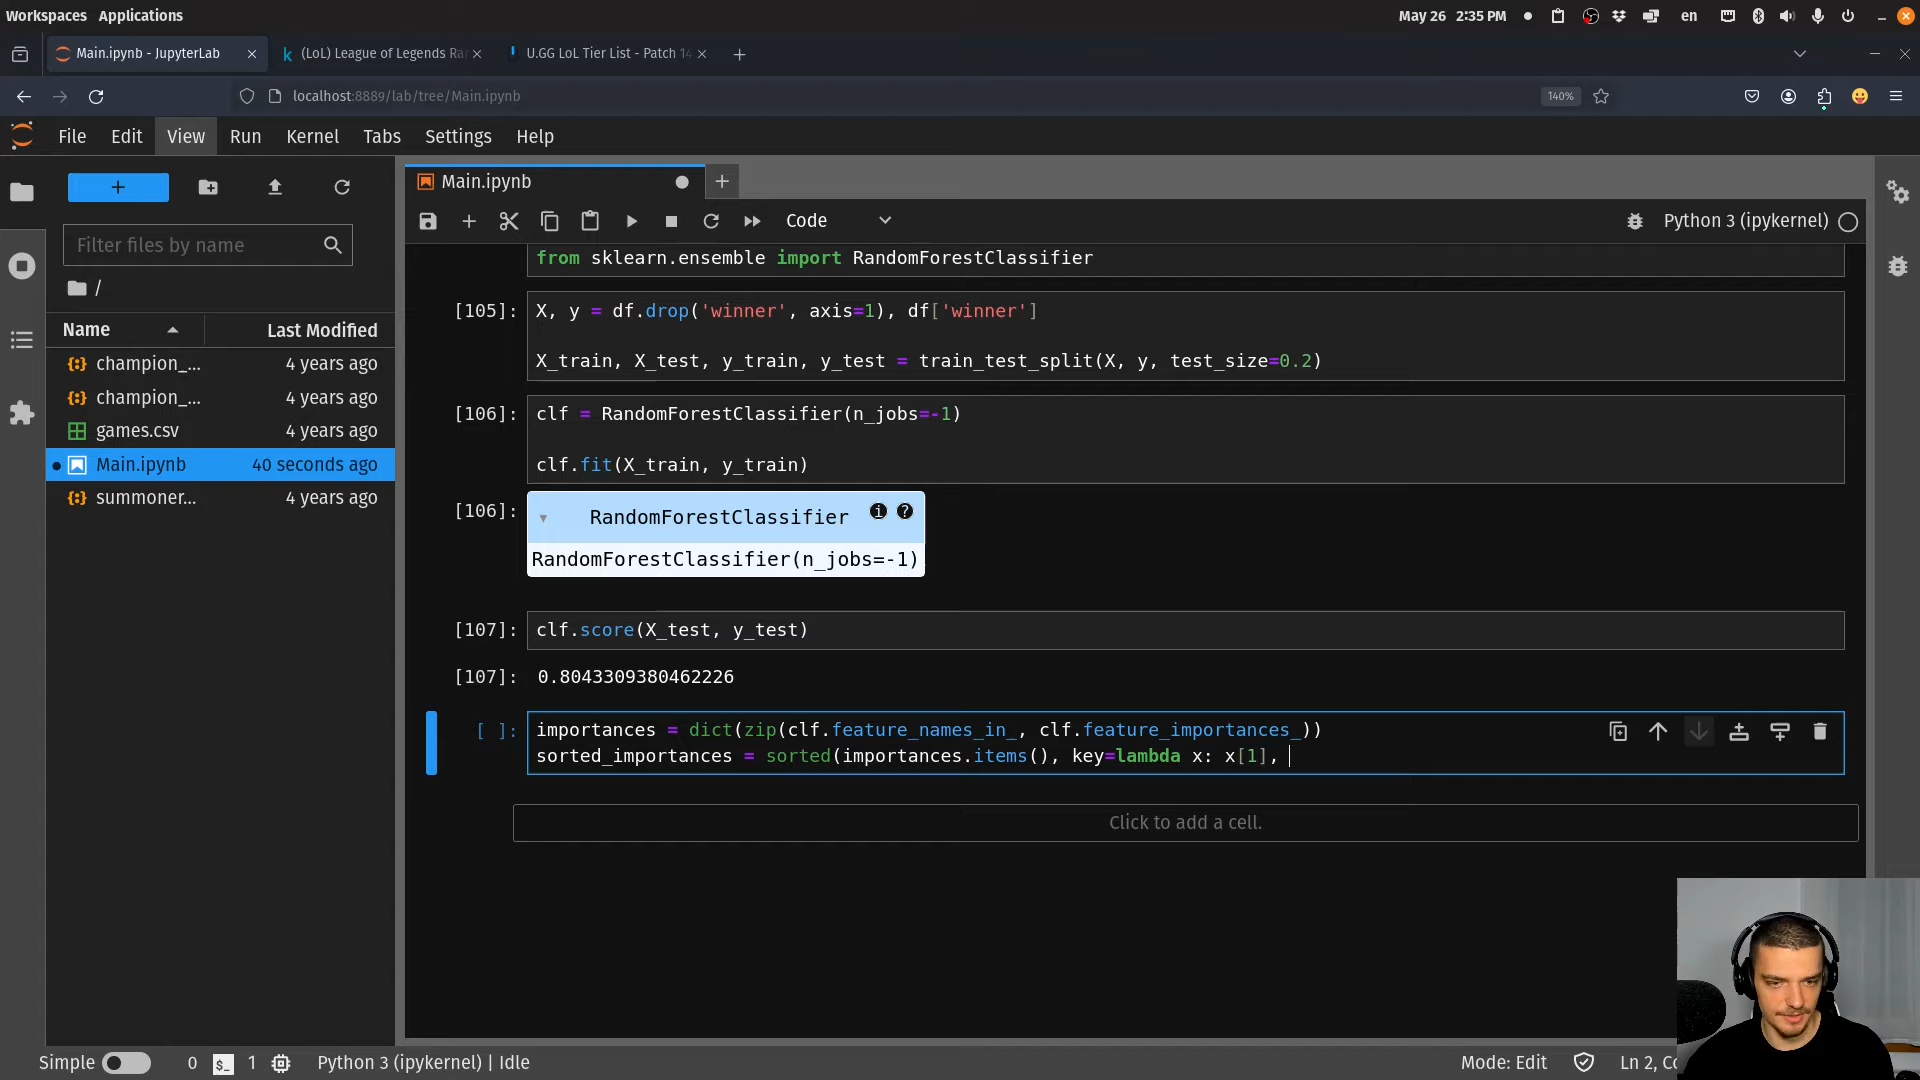 Workspaces Applications
May 26 2:35 PM
en
Main.ipynb - JupyterLab
(LoL) League of Legends Ra
U.GG LoL Tier List - Patch 14
localhost:8889/lab/tree/Main.ipynb
140%
File Edit View Run Kernel Tabs Settings Help
Main.ipynb
Filter files by name
Code
Python 3 (ipykernel)
/
Name Last Modified
champion_... 4 years ago
champion_... 4 years ago
games.csv 4 years ago
Main.ipynb 40 seconds ago
summoner... 4 years ago
from sklearn.ensemble import RandomForestClassifier
[105]: X, y = df.drop('winner', axis=1), df['winner']
X_train, X_test, y_train, y_test = train_test_split(X, y, test_size=0.2)
[106]: clf = RandomForestClassifier(n_jobs=-1)
clf.fit(X_train, y_train)
[106]: RandomForestClassifier i ?
RandomForestClassifier(n_jobs=-1)
[107]: clf.score(X_test, y_test)
[107]: 0.8043309380462226
[ ]: importances = dict(zip(clf.feature_names_in_, clf.feature_importances_))
sorted_importances = sorted(importances.items(), key=lambda x: x[1],
Click to add a cell.
Simple 0 $_ 1 Python 3 (ipykernel) | Idle
Mode: Edit Ln 2,